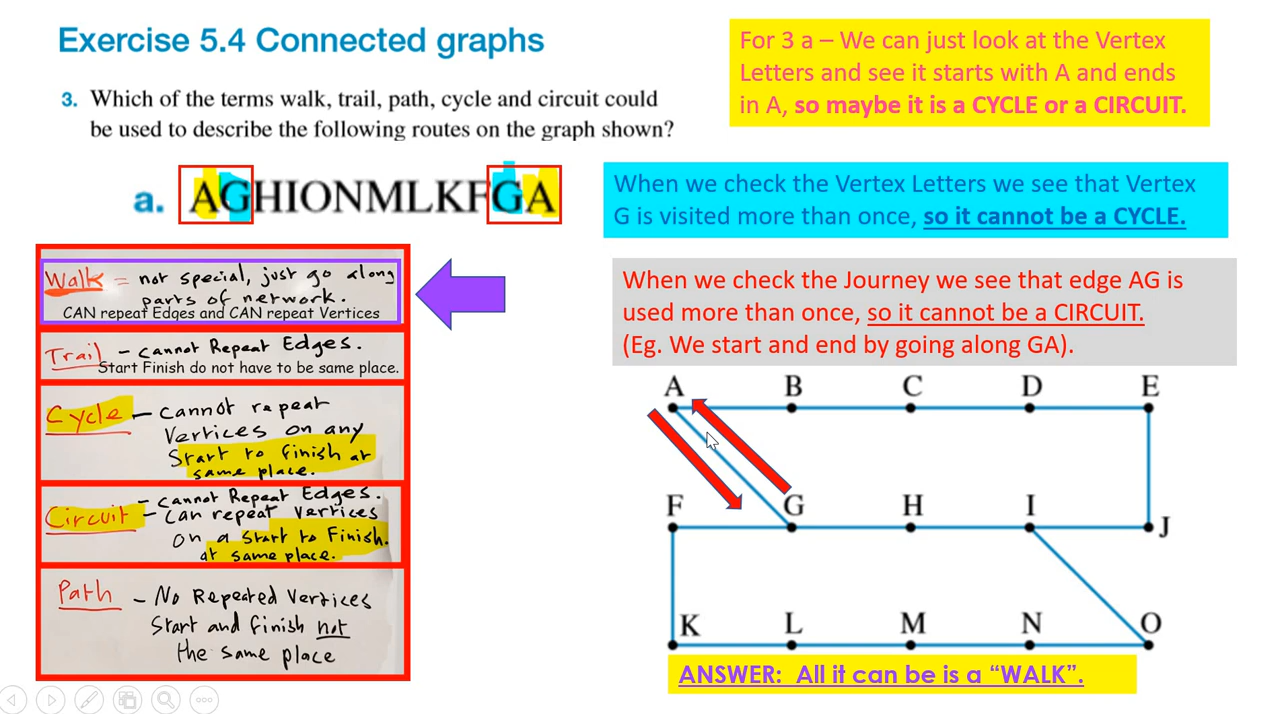 Exercise 5.4 Connected graphs
3. Which of the terms walk, trail, path, cycle and circuit could
be used to describe the following routes on the graph shown?
a. AGHIONMLKFGA
For 3 a – We can just look at the Vertex
Letters and see it starts with A and ends
in A, so maybe it is a CYCLE or a CIRCUIT.
When we check the Vertex Letters we see that Vertex
G is visited more than once, so it cannot be a CYCLE.
When we check the Journey we see that edge AG is
used more than once, so it cannot be a CIRCUIT.
(Eg. We start and end by going along GA).
Walk = not special, just go along
parts of network.
CAN repeat Edges and CAN repeat Vertices
Trail - Cannot Repeat Edges.
Start Finish do not have to be same place.
Cycle - Cannot repeat
Vertices on any
Start to finish at
same place.
Circuit - Cannot Repeat Edges.
- Can repeat Vertices
on a Start to Finish.
at same place.
Path - No Repeated Vertices
Start and Finish not
the same place
A B C D E
F G H I J
K L M N O
ANSWER: All it can be is a “WALK”.